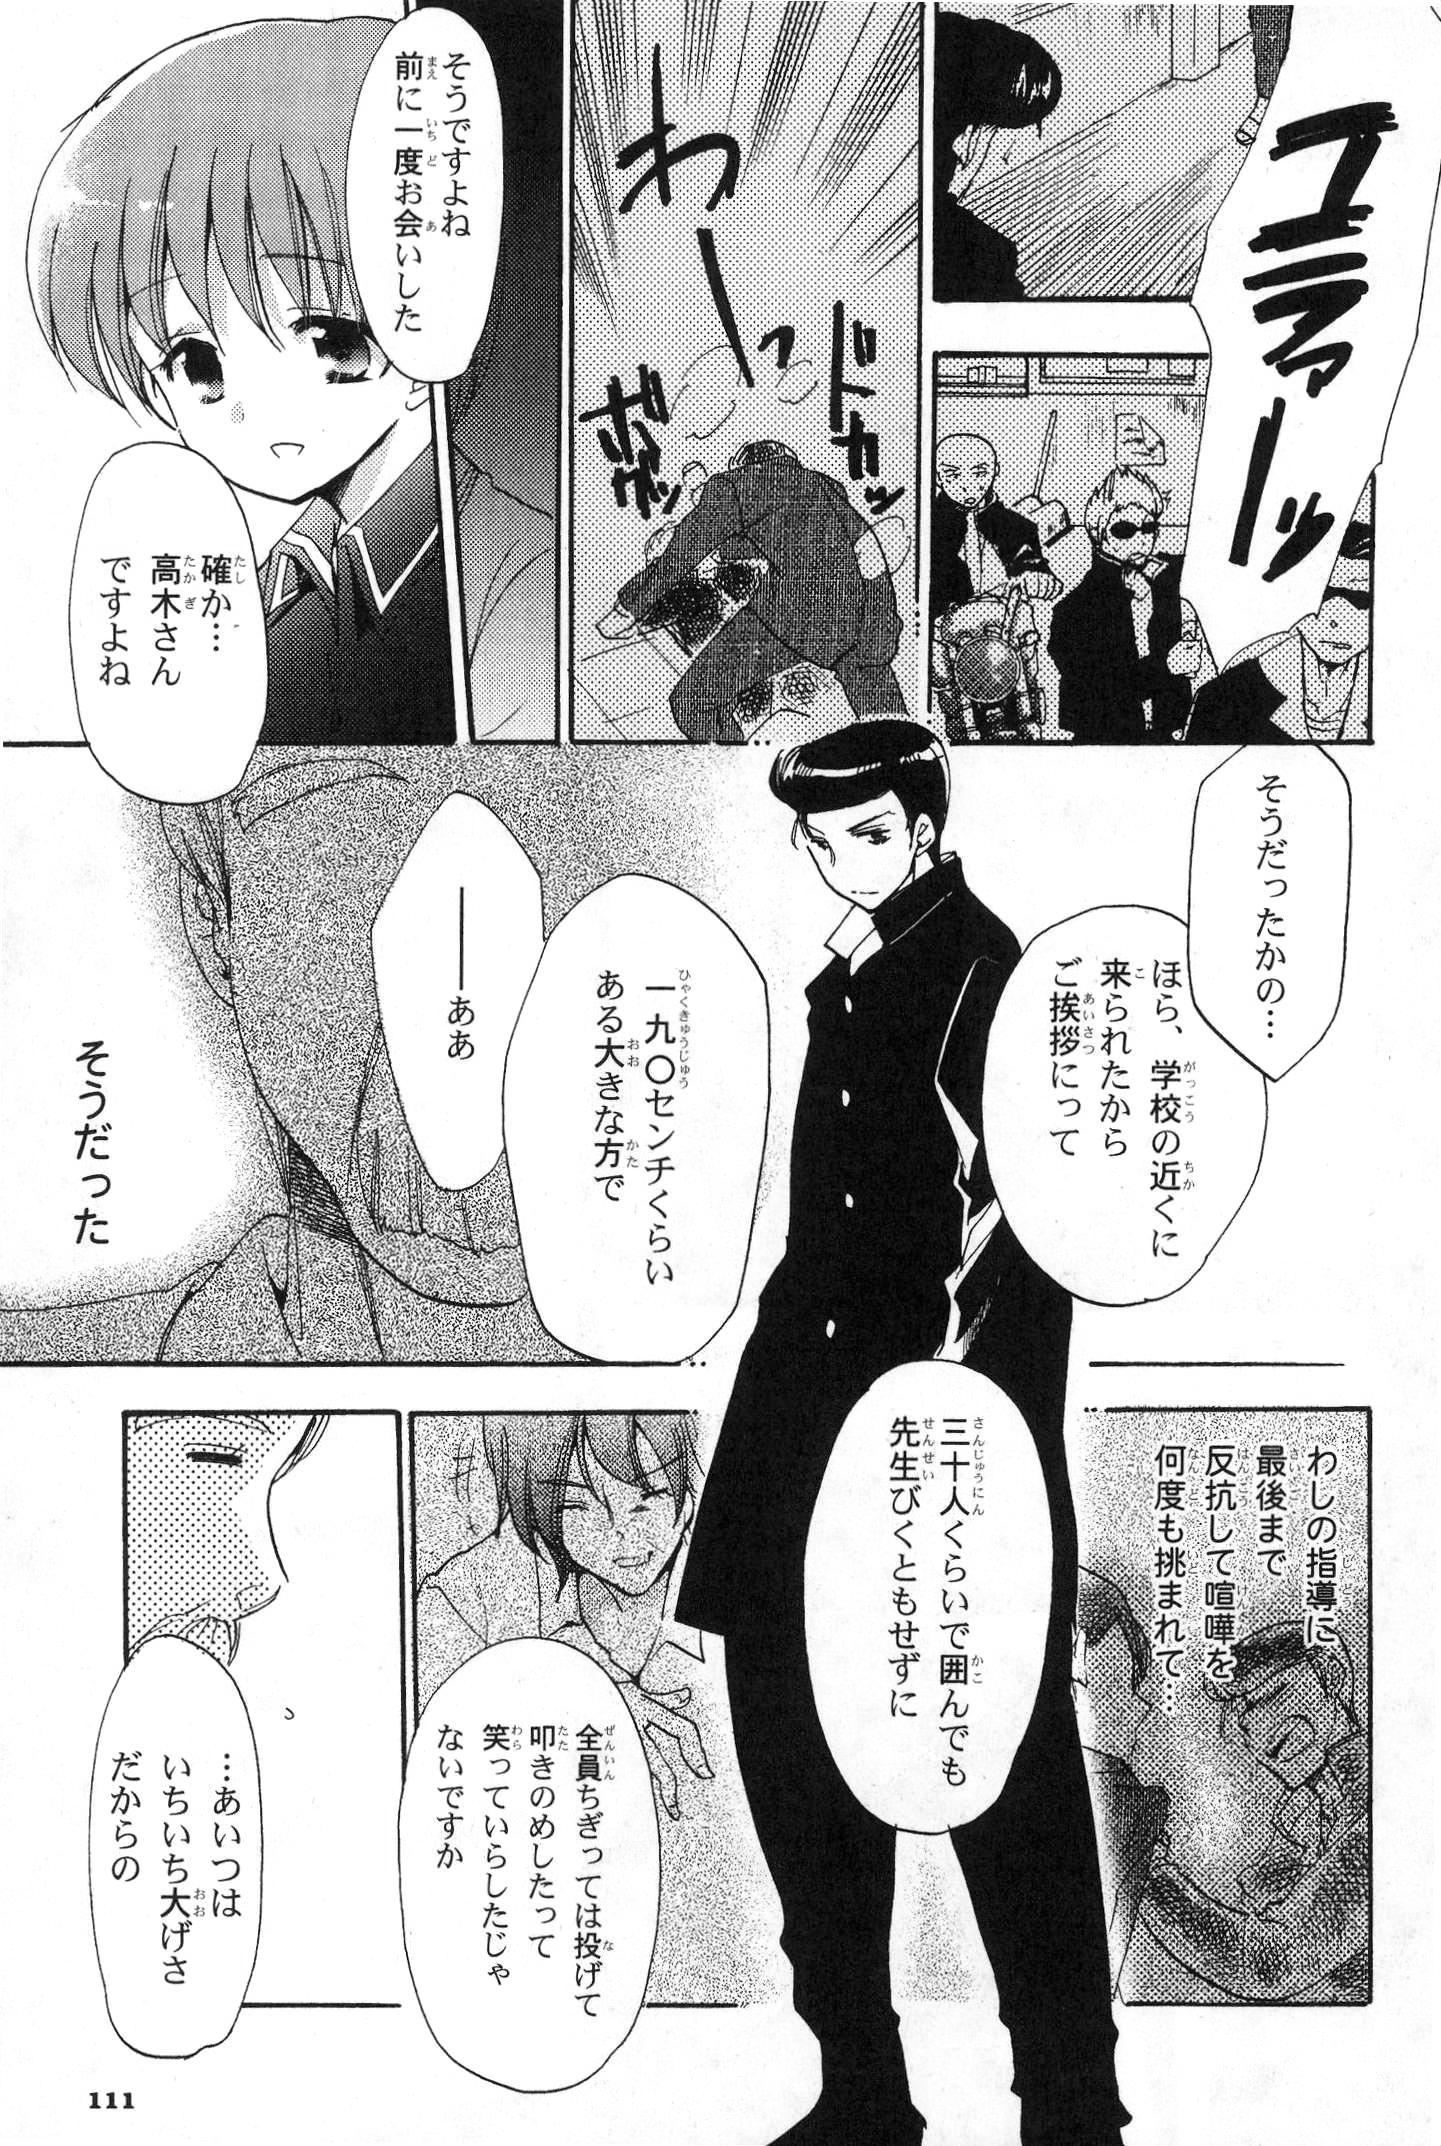 コラァーッ
わーっ
ドカッ
ボグッ
そうですよね
前に一度お会いした
確か…
高木さん
ですよね
そうだったかの…
ほら、学校の近くに
来られたから
ご挨拶にって
一九〇センチくらい
ある大きな方で
――ああ
そうだった
わしの指導に
最後まで
反抗して喧嘩を
何度も挑まれて…
三十人くらいで囲んでも
先生びくともせずに
全員ちぎっては投げて
叩きのめしたって
笑っていらしたじゃ
ないですか
…あいつは
いちいち大げさ
だからの
111